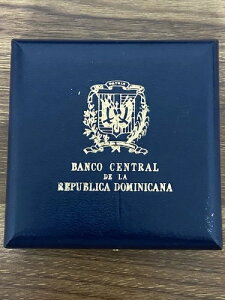 BANCO CENTRAL
DE LA
REPUBLICA DOMINICANA